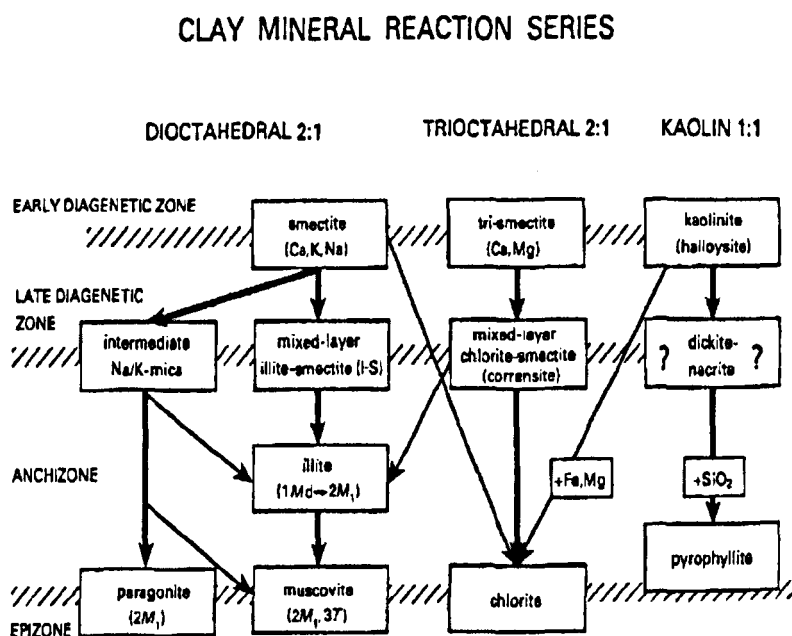 CLAY MINERAL REACTION SERIES
DIOCTAHEDRAL 2:1
TRIOCTAHEDRAL 2:1
KAOLIN 1:1
EARLY DIAGENETIC ZONE
smectite
(Ca,K,Na)
tri-smectite
(Ca,Mg)
kaolinite
(halloysite)
LATE DIAGENETIC
ZONE
intermediate
Na/K-mica
mixed-layer
illite-smectite (I-S)
mixed-layer
chlorite-smectite
(corrensite)
? dickite- ?
nacrite
ANCHIZONE
illite
(1Md→2M₁)
+Fe,Mg
+SiO₂
pyrophyllite
paragonite
(2M₁)
muscovite
(2M₁,3T)
chlorite
EPIZONE